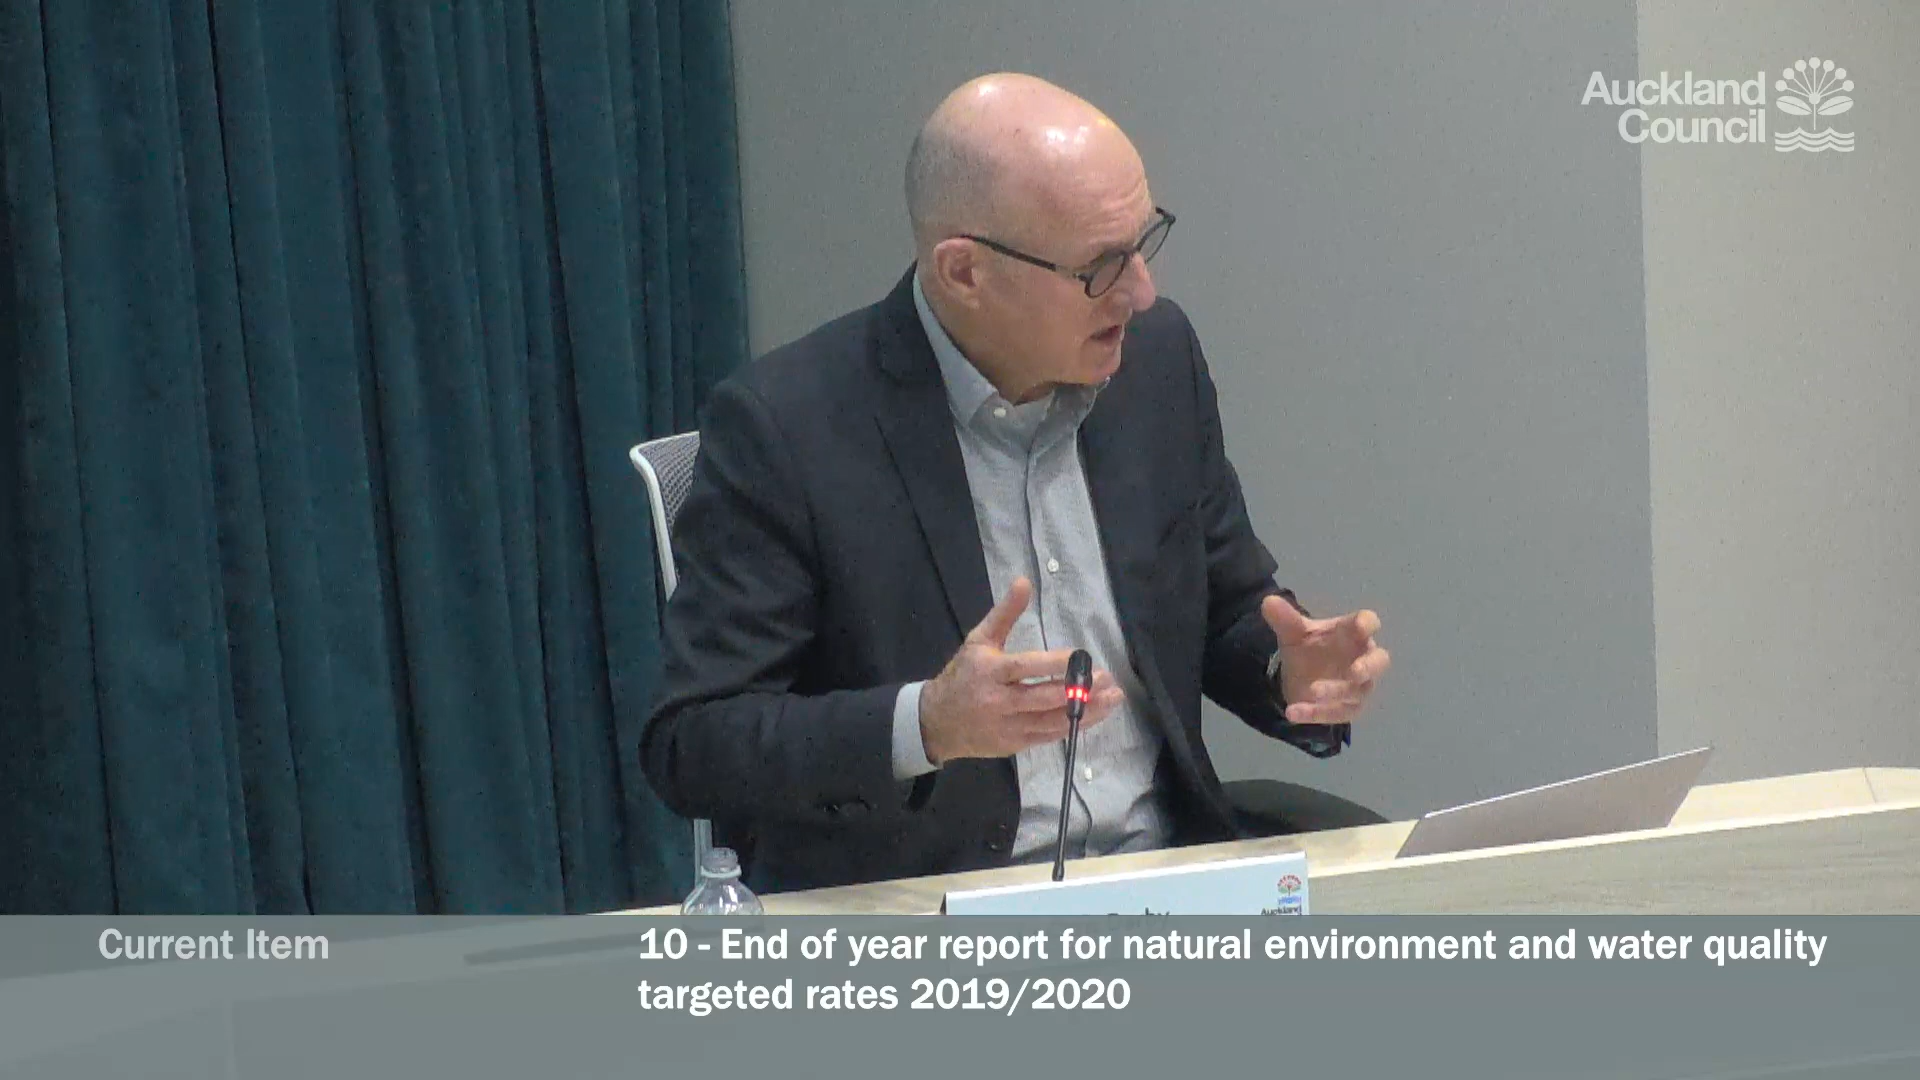 Auckland
Council
Auckland
Current Item
10 - End of year report for natural environment and water quality
targeted rates 2019/2020